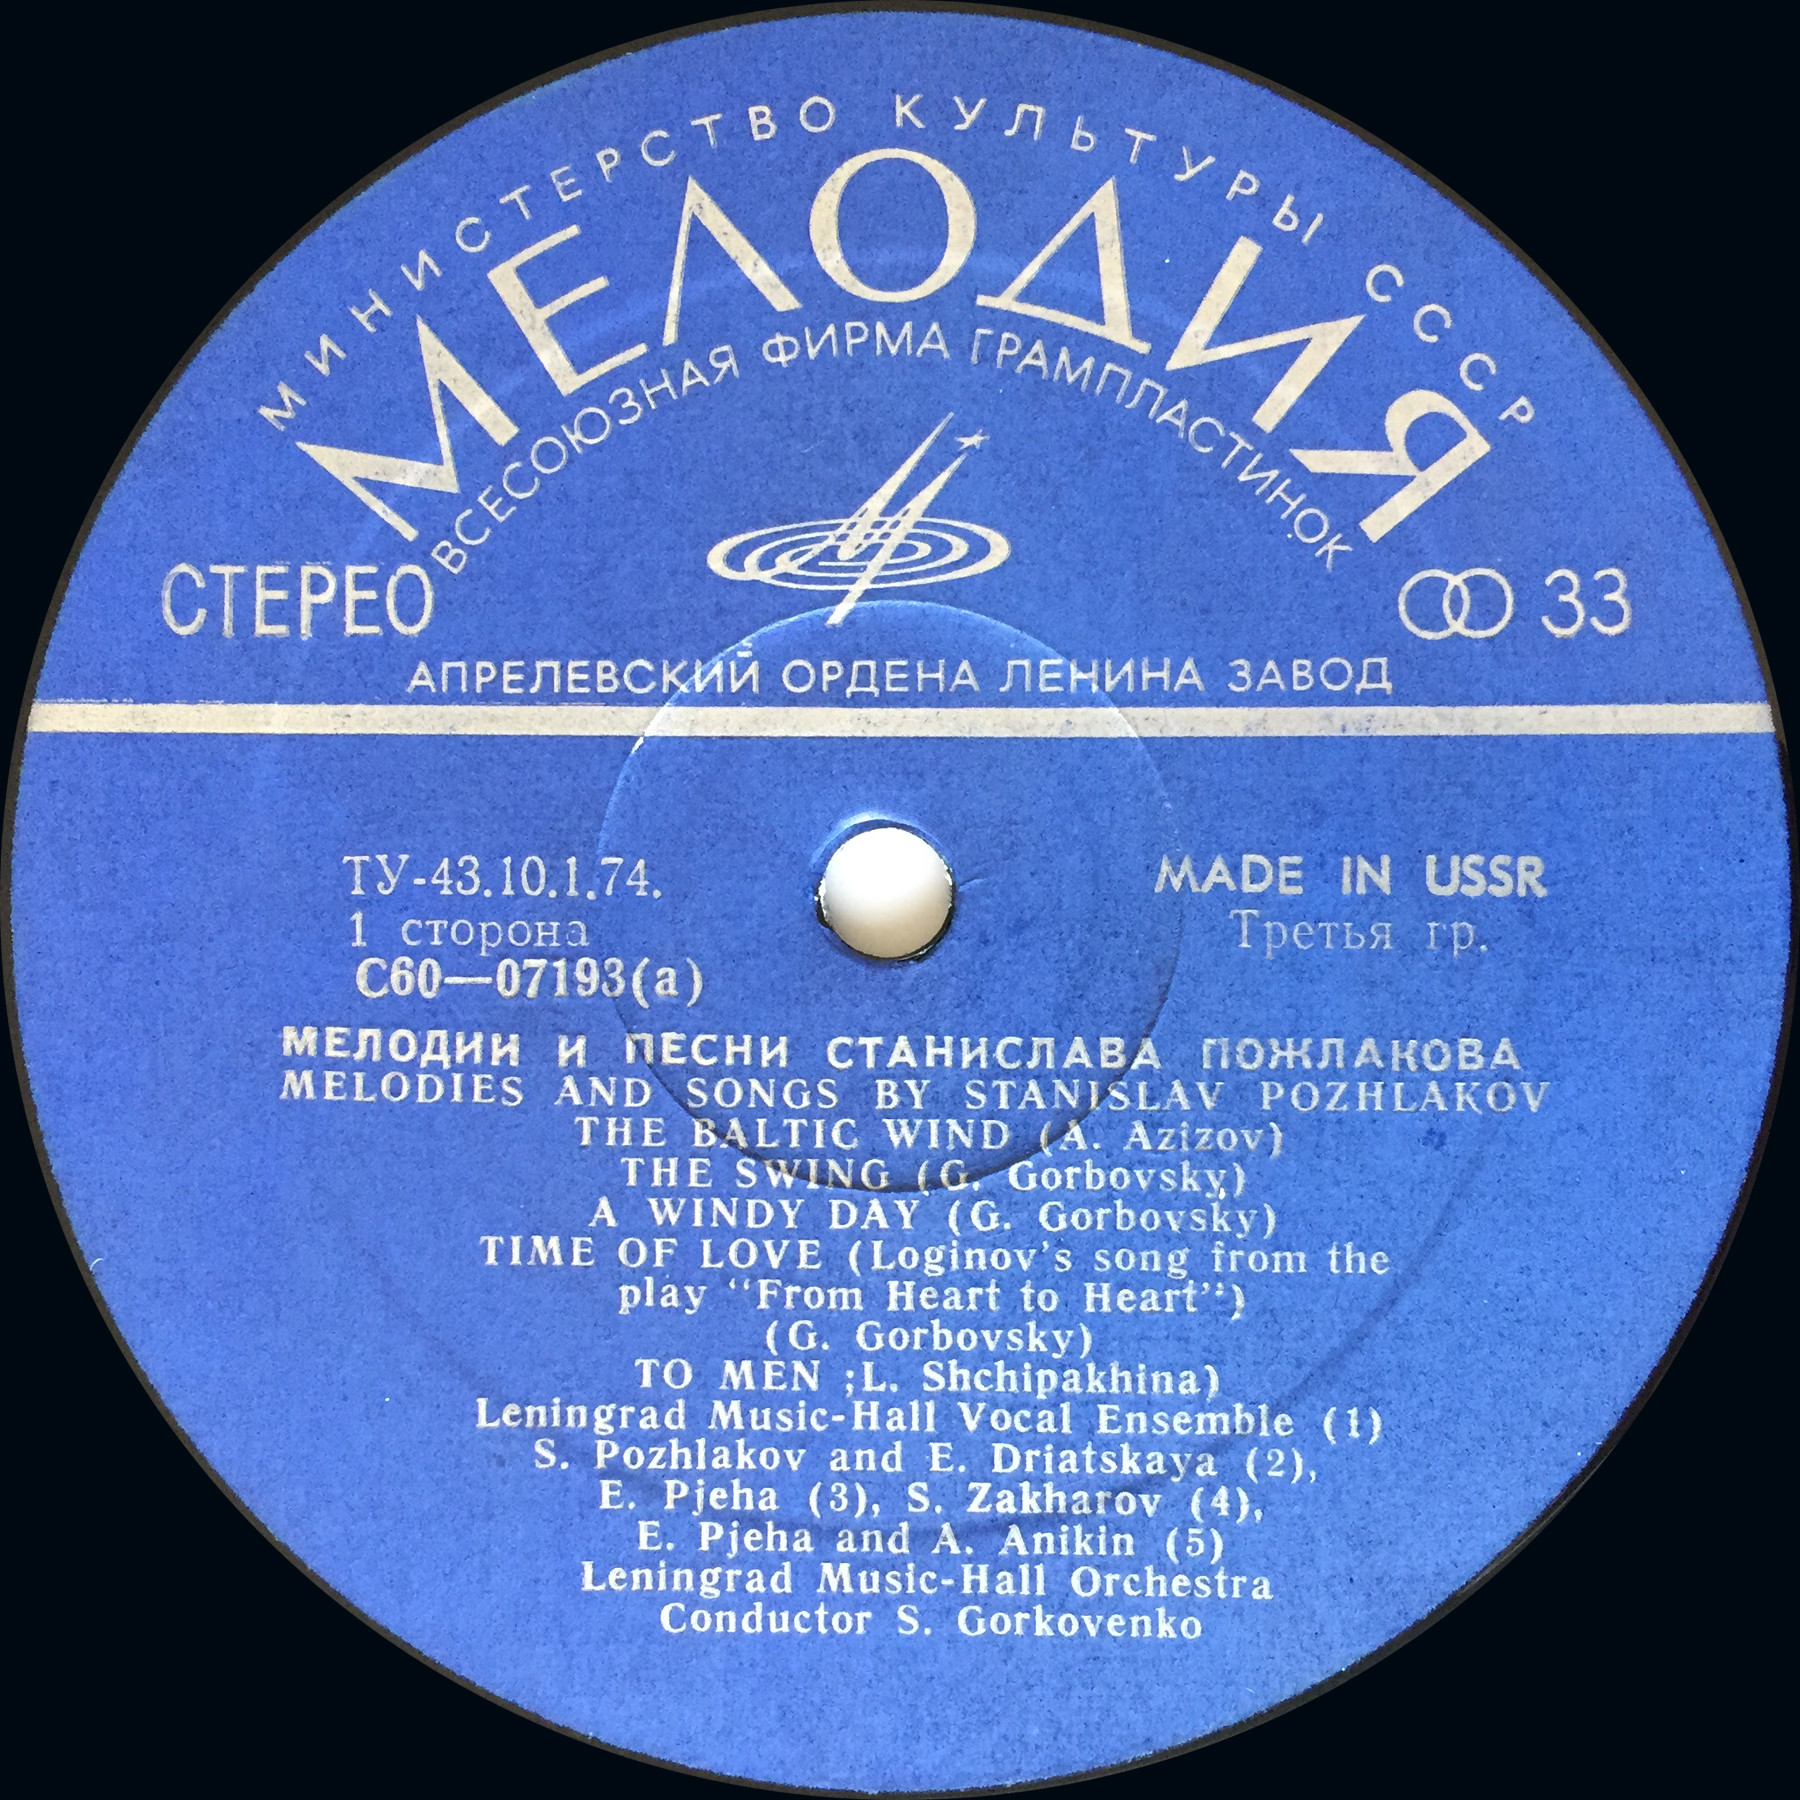 МИНИСТЕРСТВО КУЛЬТУРЫ СССР
МЕЛОДИЯ
ВСЕСОЮЗНАЯ ФИРМА ГРАМПЛАСТИНОК
СТЕРЕО
33
АПРЕЛЕВСКИЙ ОРДЕНА ЛЕНИНА ЗАВОД
ТУ-43.10.1.74.
MADE IN USSR
1 сторона
Третья гр.
С60—07193(а)
МЕЛОДИИ И ПЕСНИ СТАНИСЛАВА ПОЖЛАКОВА
MELODIES AND SONGS BY STANISLAV POZHLAKOV
THE BALTIC WIND (A. Azizov)
THE SWING (G. Gorbovsky)
A WINDY DAY (G. Gorbovsky)
TIME OF LOVE (Loginov's song from the
play "From Heart to Heart")
(G. Gorbovsky)
TO MEN ;L. Shchipakhina)
Leningrad Music-Hall Vocal Ensemble (1)
S. Pozhlakov and E. Driatskaya (2),
E. Pjeha (3), S. Zakharov (4),
E. Pjeha and A. Anikin (5)
Leningrad Music-Hall Orchestra
Conductor S. Gorkovenko